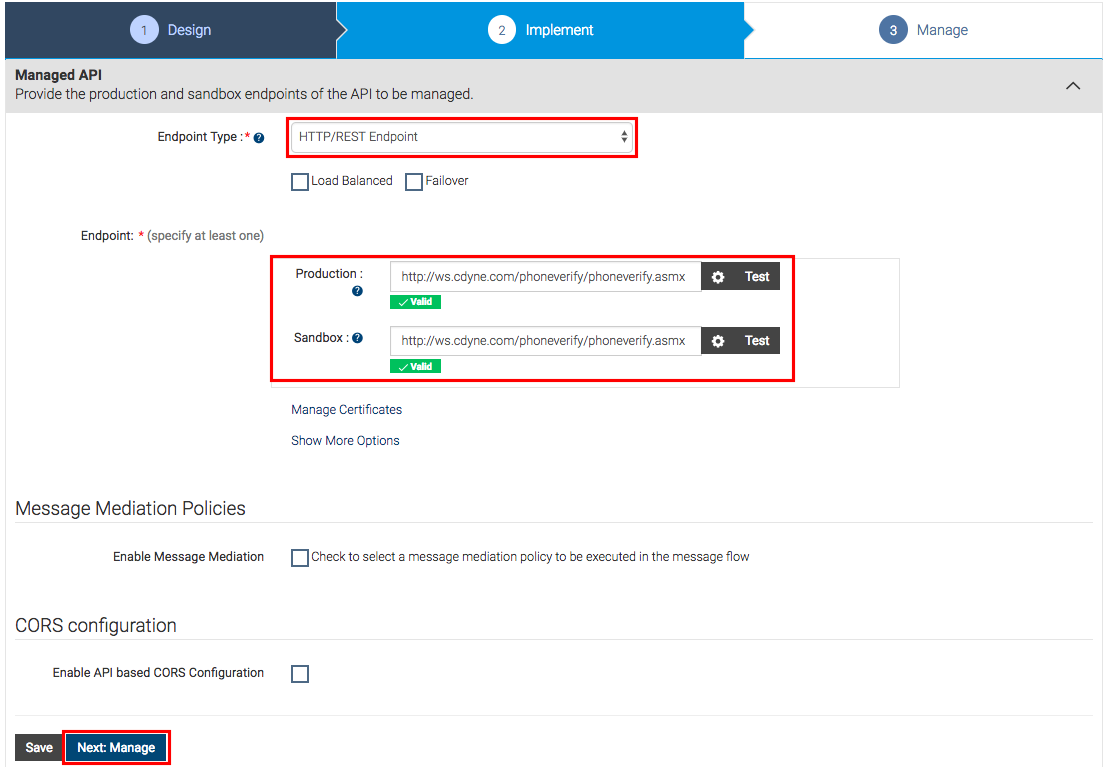 1 Design
2 Implement
3 Manage
Managed API
Provide the production and sandbox endpoints of the API to be managed.
Endpoint Type : * ?
HTTP/REST Endpoint
Load Balanced Failover
Endpoint: * (specify at least one)
Production : ?
http://ws.cdyne.com/phoneverify/phoneverify.asmx Test
Valid
Sandbox : ?
http://ws.cdyne.com/phoneverify/phoneverify.asmx Test
Valid
Manage Certificates
Show More Options
Message Mediation Policies
Enable Message Mediation Check to select a message mediation policy to be executed in the message flow
CORS configuration
Enable API based CORS Configuration
Save Next: Manage